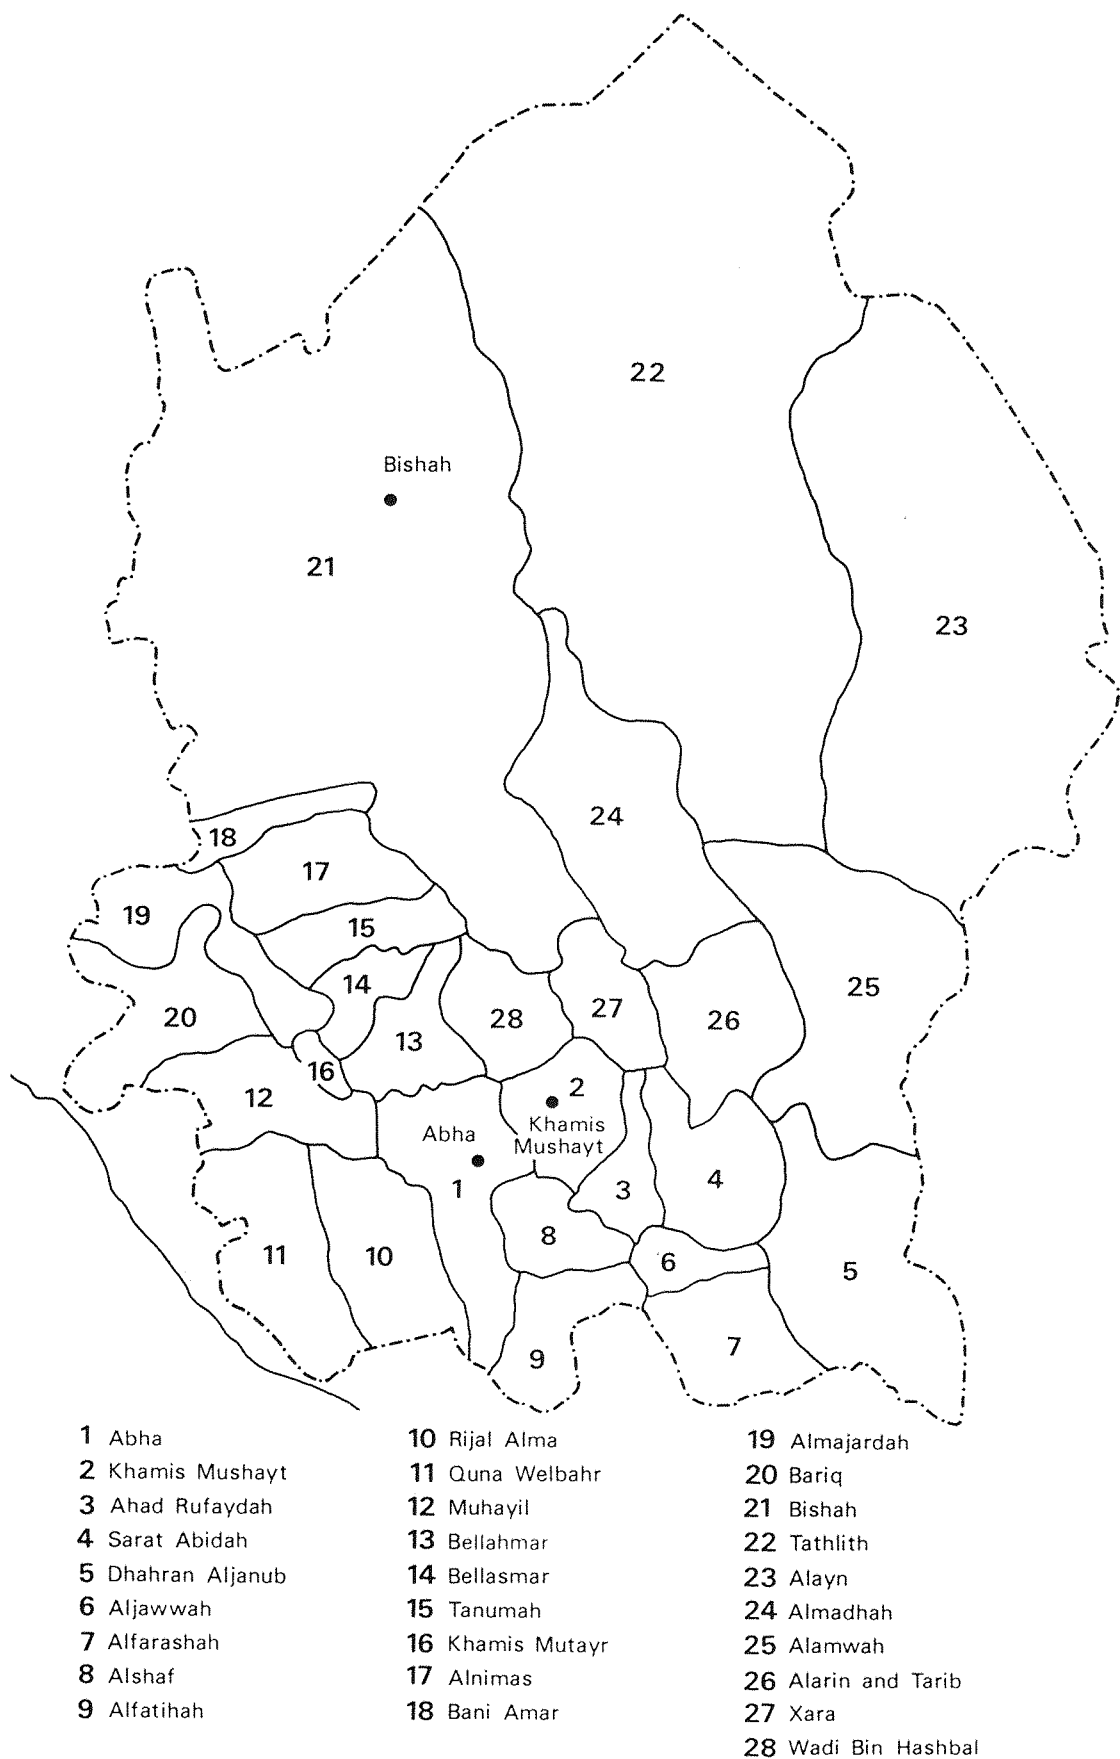 22
Bishah
21
23
24
18
17
19
15
14
25
20
28
27
26
13
16
12
2
Khamis
Mushayt
Abha
1
3
4
8
11
10
6
5
9
7
1 Abha
2 Khamis Mushayt
3 Ahad Rufaydah
4 Sarat Abidah
5 Dhahran Aljanub
6 Aljawwah
7 Alfarashah
8 Alshaf
9 Alfatihah
10 Rijal Alma
11 Quna Welbahr
12 Muhayil
13 Bellahmar
14 Bellasmar
15 Tanumah
16 Khamis Mutayr
17 Alnimas
18 Bani Amar
19 Almajardah
20 Bariq
21 Bishah
22 Tathlith
23 Alayn
24 Almadhah
25 Alamwah
26 Alarin and Tarib
27 Xara
28 Wadi Bin Hashbal